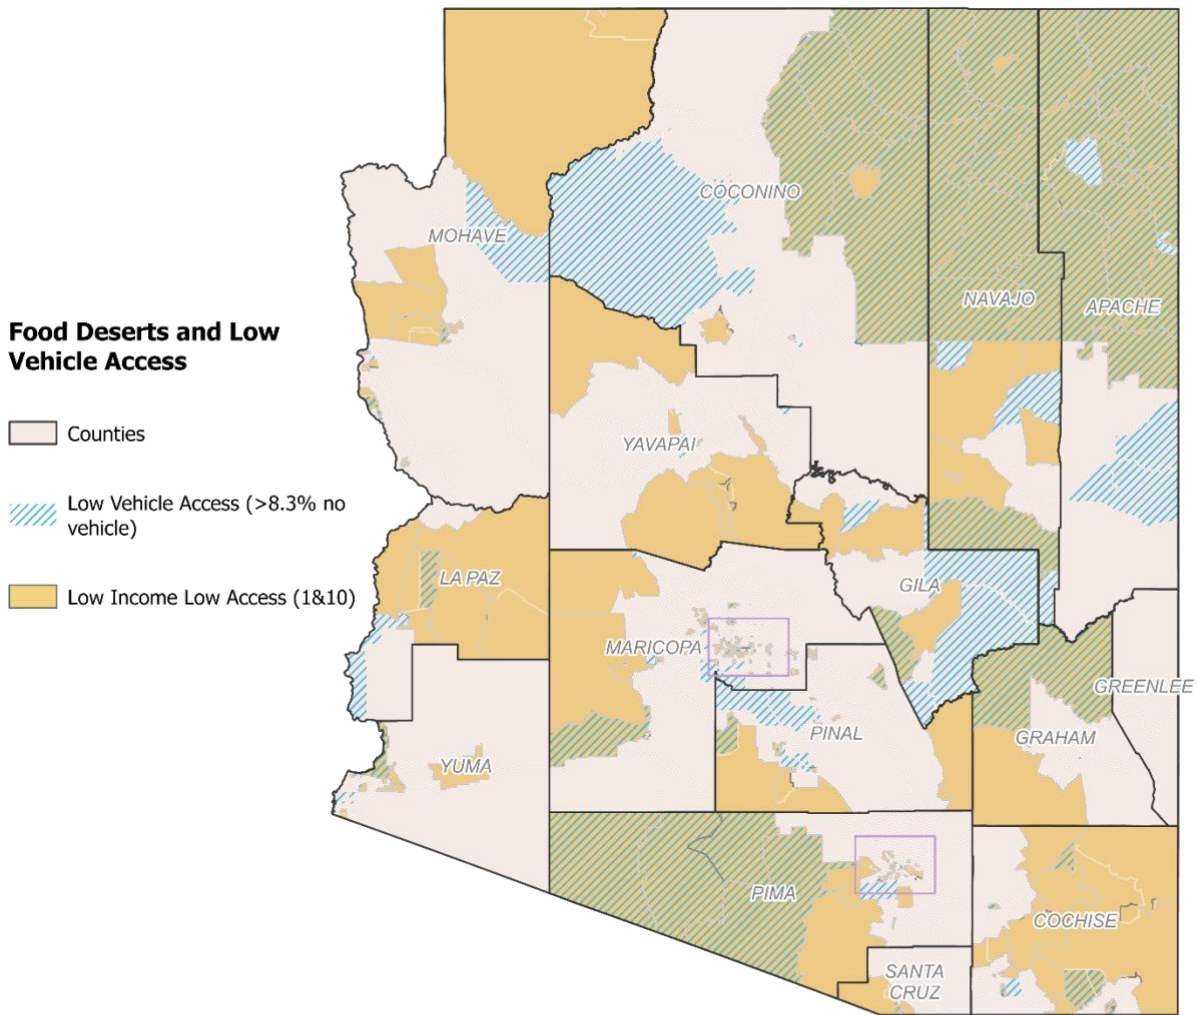 Food Deserts and Low
Vehicle Access
Counties
Low Vehicle Access (>8.3% no
vehicle)
Low Income Low Access (1&10)
COCONINO
MOHAVE
NAVAJO
APACHE
YAVAPAI
LA PAZ
GILA
MARICOPA
GREENLEE
PINAL
GRAHAM
YUMA
PIMA
COCHISE
SANTA
CRUZ